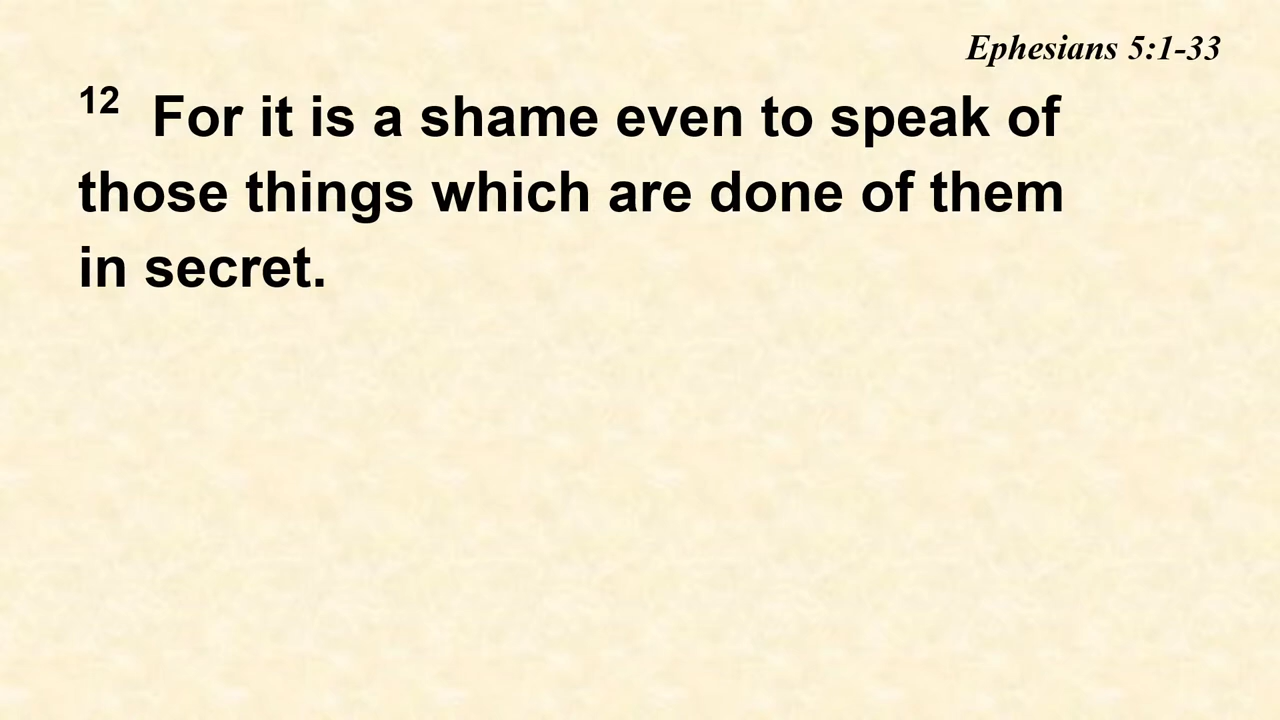 Ephesians 5:1-33
12 For it is a shame even to speak of
those things which are done of them
in secret.